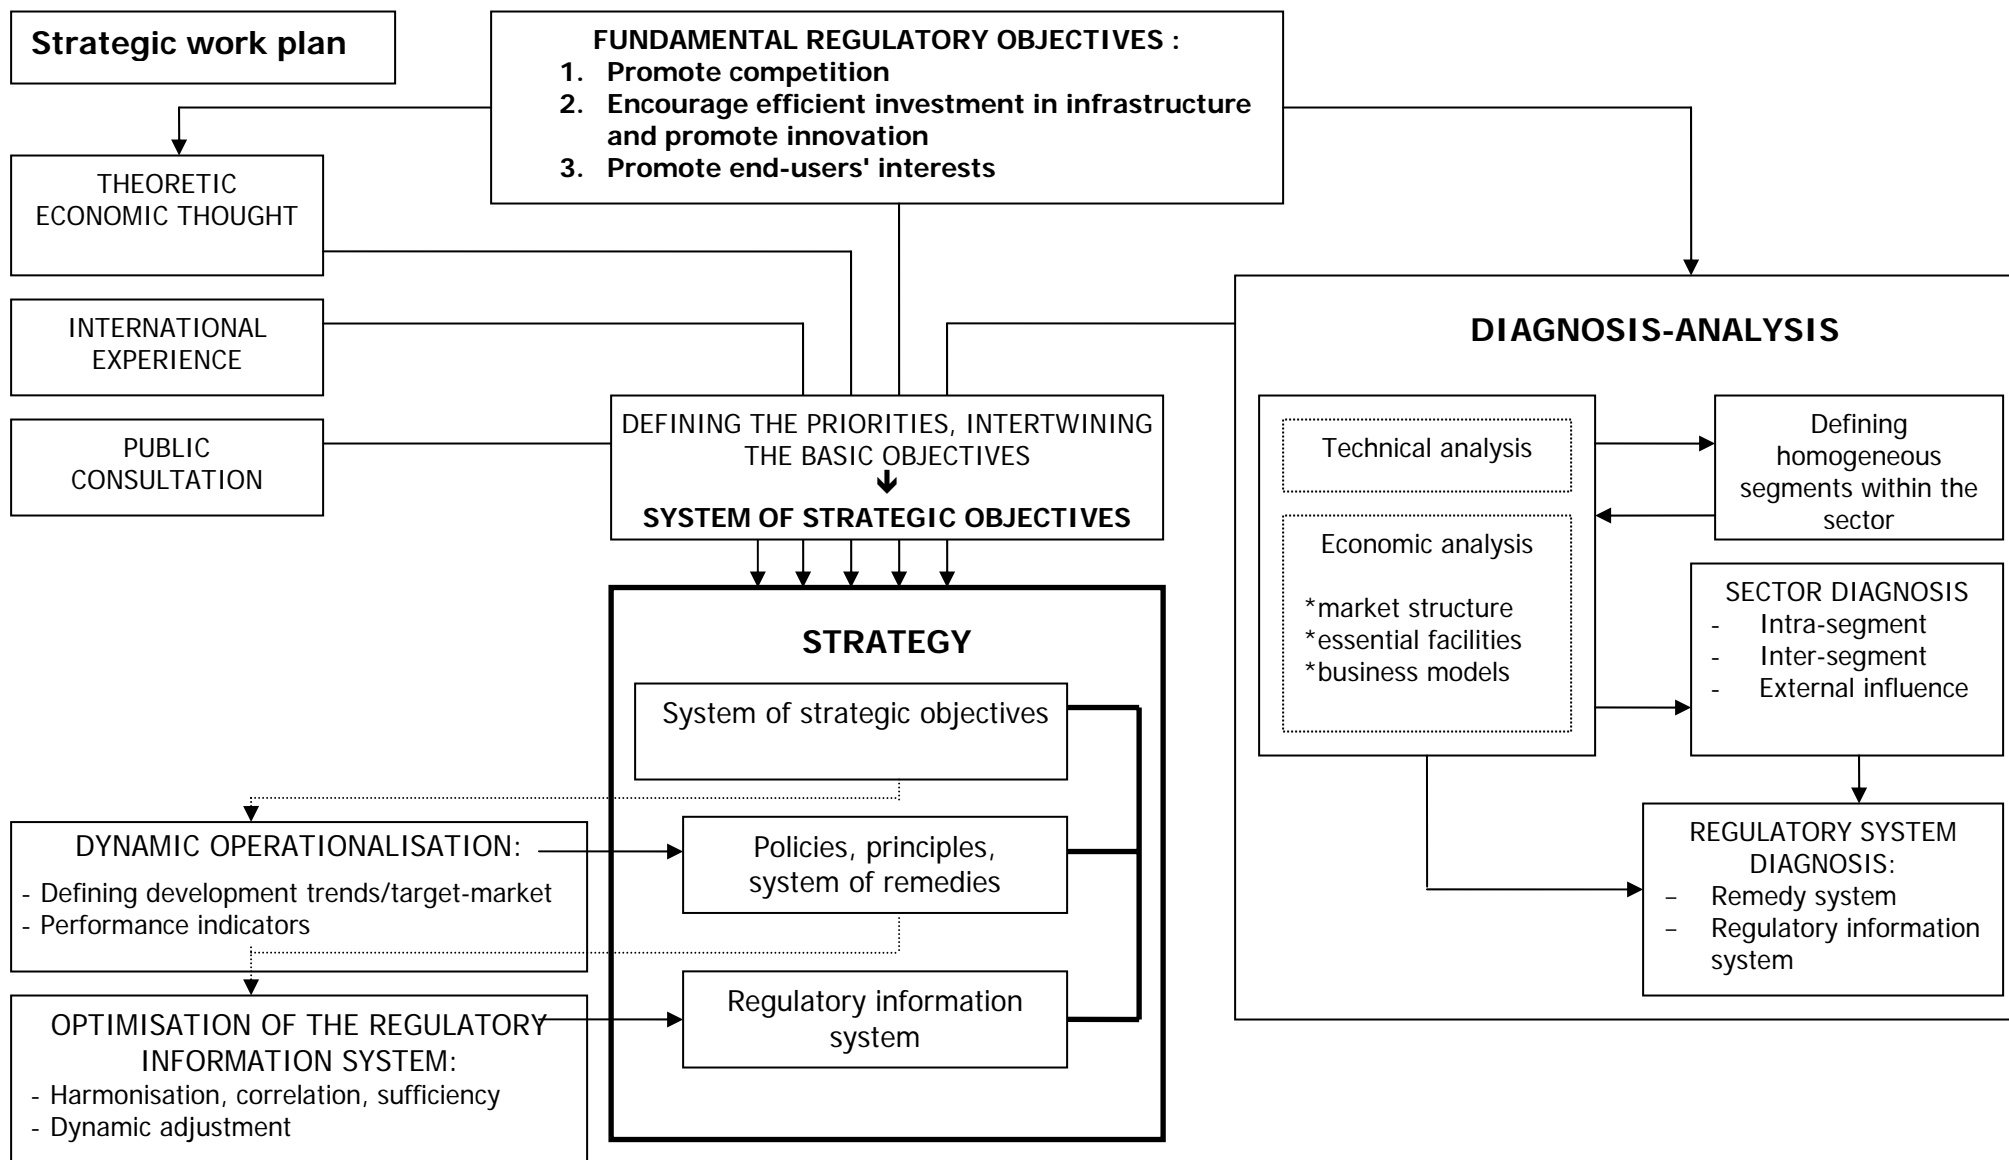 Strategic work plan
FUNDAMENTAL REGULATORY OBJECTIVES :
1. Promote competition
2. Encourage efficient investment in infrastructure
and promote innovation
3. Promote end-users' interests
THEORETIC
ECONOMIC THOUGHT
INTERNATIONAL
EXPERIENCE
PUBLIC
CONSULTATION
DEFINING THE PRIORITIES, INTERTWINING
THE BASIC OBJECTIVES
SYSTEM OF STRATEGIC OBJECTIVES
DIAGNOSIS-ANALYSIS
Technical analysis
Economic analysis
*market structure
*essential facilities
*business models
Defining
homogeneous
segments within the
sector
SECTOR DIAGNOSIS
- Intra-segment
- Inter-segment
- External influence
REGULATORY SYSTEM
DIAGNOSIS:
– Remedy system
– Regulatory information
system
STRATEGY
System of strategic objectives
Policies, principles,
system of remedies
Regulatory information
system
DYNAMIC OPERATIONALISATION:
- Defining development trends/target-market
- Performance indicators
OPTIMISATION OF THE REGULATORY
INFORMATION SYSTEM:
- Harmonisation, correlation, sufficiency
- Dynamic adjustment